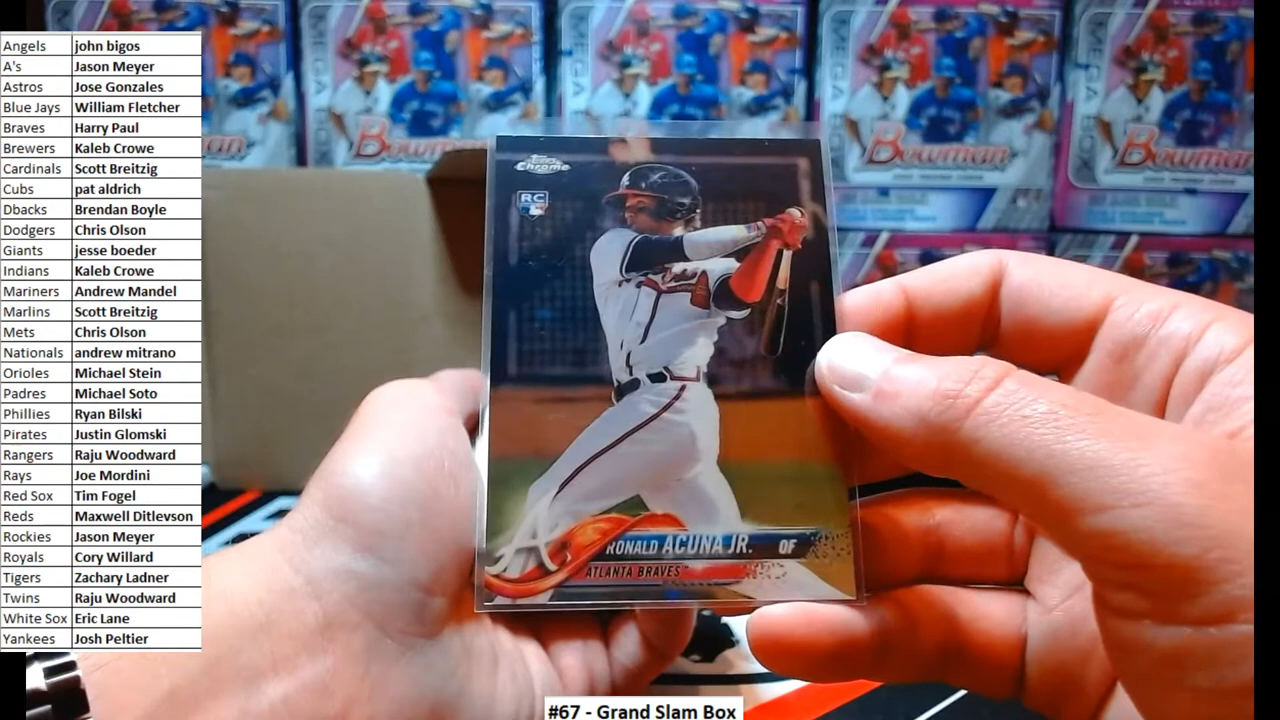 Angels john bigos
A's Jason Meyer
Astros Jose Gonzales
Blue Jays William Fletcher
Braves Harry Paul
Brewers Kaleb Crowe
Cardinals Scott Breitzig
Cubs pat aldrich
Dbacks Brendan Boyle
Dodgers Chris Olson
Giants jesse boeder
Indians Kaleb Crowe
Mariners Andrew Mandel
Marlins Scott Breitzig
Mets Chris Olson
Nationals andrew mitrano
Orioles Michael Stein
Padres Michael Soto
Phillies Ryan Bilski
Pirates Justin Glomski
Rangers Raju Woodward
Rays Joe Mordini
Red Sox Tim Fogel
Reds Maxwell Ditlevson
Rockies Jason Meyer
Royals Cory Willard
Tigers Zachary Ladner
Twins Raju Woodward
White Sox Eric Lane
Yankees Josh Peltier
MEGA
Bowman
MEGA
Bowman
Bowman
Topps Chrome
RC
RONALD ACUNA JR. OF
ATLANTA BRAVES™
#67 - Grand Slam Box